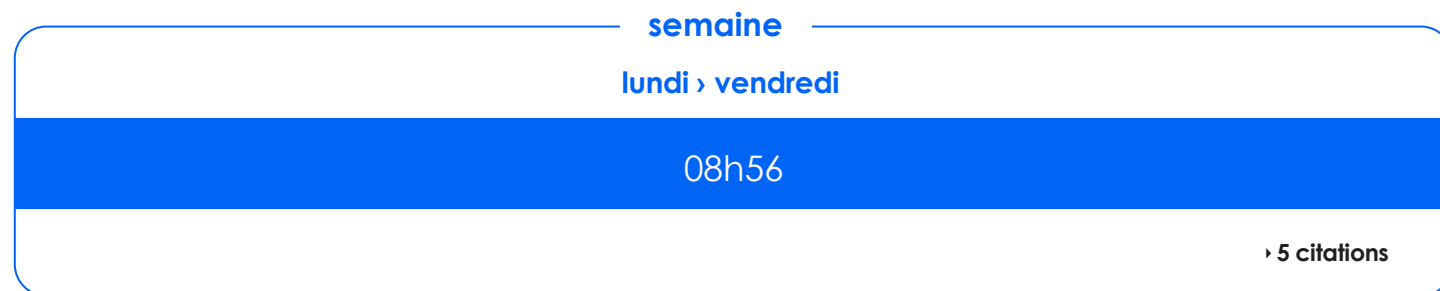 semaine
lundi › vendredi
08h56
‣ 5 citations